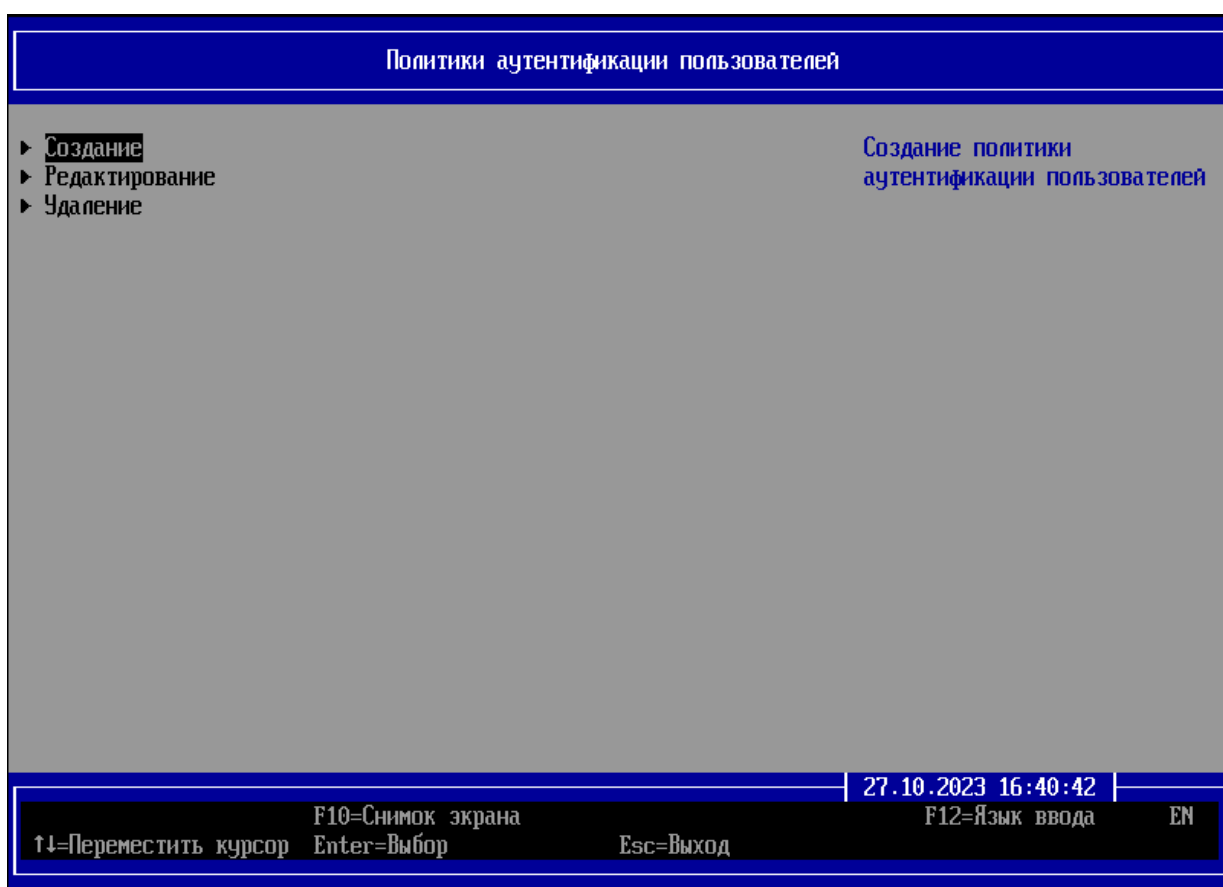 Политики аутентификации пользователей
Создание
Редактирование
Удаление
Создание политики
аутентификации пользователей
27.10.2023 16:40:42
F10=Снимок экрана F12=Язык ввода EN
↑↓=Переместить курсор Enter=Выбор Esc=Выход